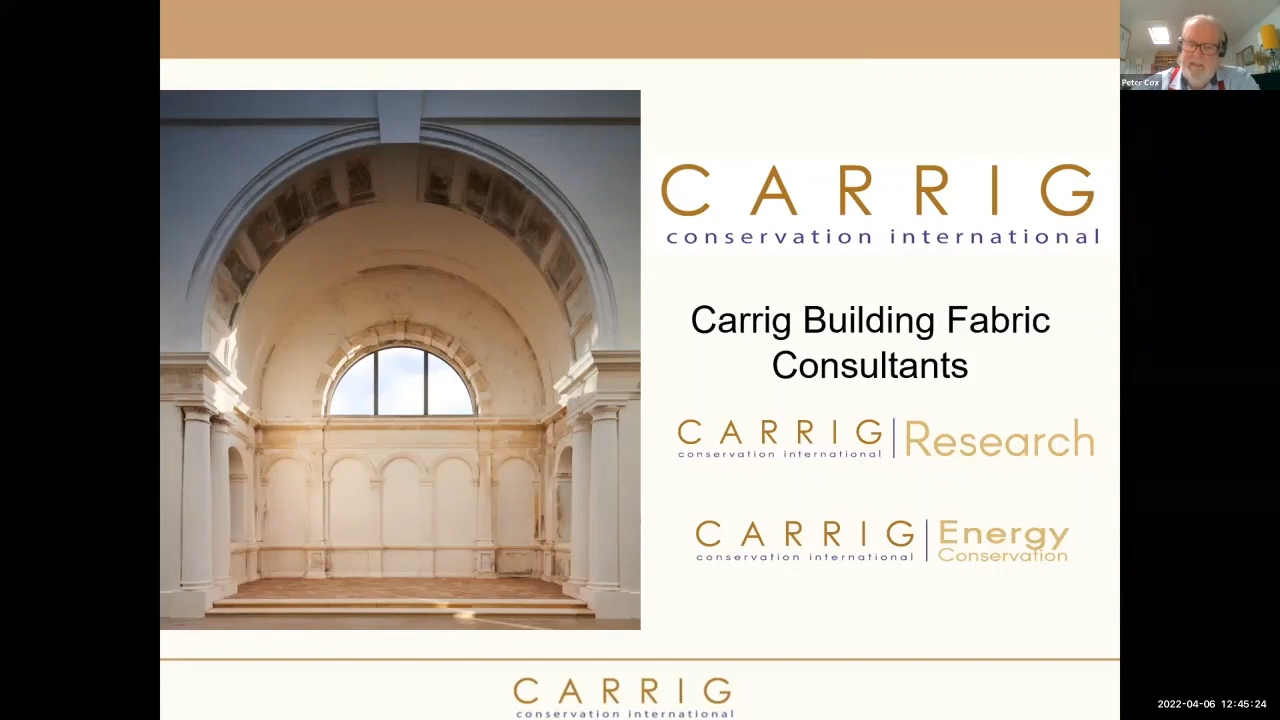 Peter Cox
CARRIG
conservation international
Carrig Building Fabric
Consultants
CARRIG Research
conservation international
CARRIG Energy
conservation international Conservation
CARRIG
conservation international
2022-04-06 12:45:24